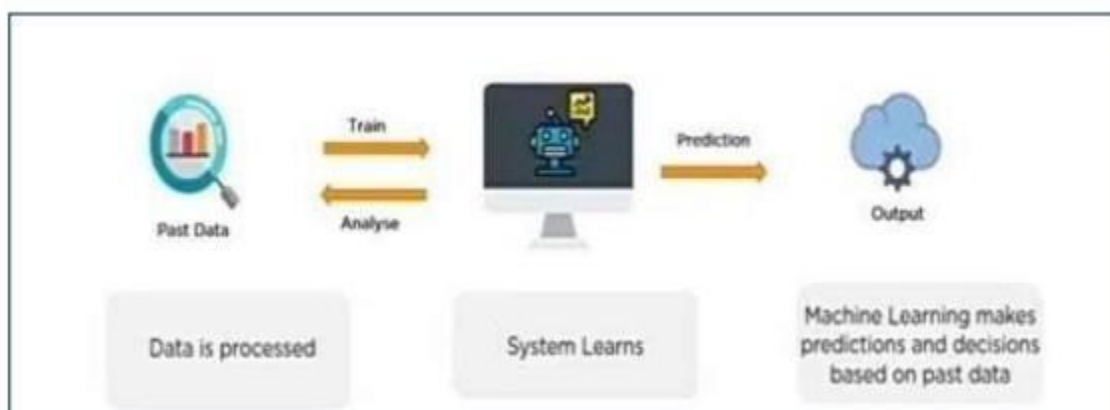 Train
Prediction
Past Data
Analyse
Output
Data is processed
System Learns
Machine Learning makes
predictions and decisions
based on past data